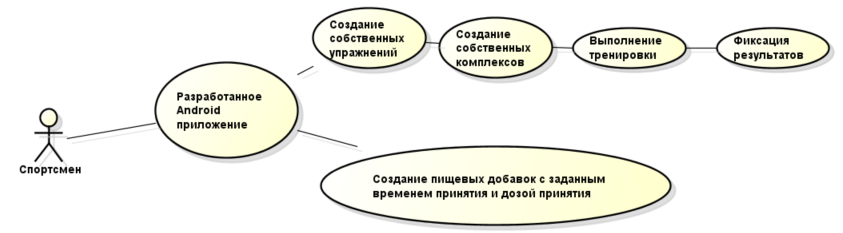 Спортсмен
Разработанное
Android
приложение
Создание
собственных
упражнений
Создание
собственных
комплексов
Выполнение
тренировки
Фиксация
результатов
Создание пищевых добавок с заданным
временем принятия и дозой принятия